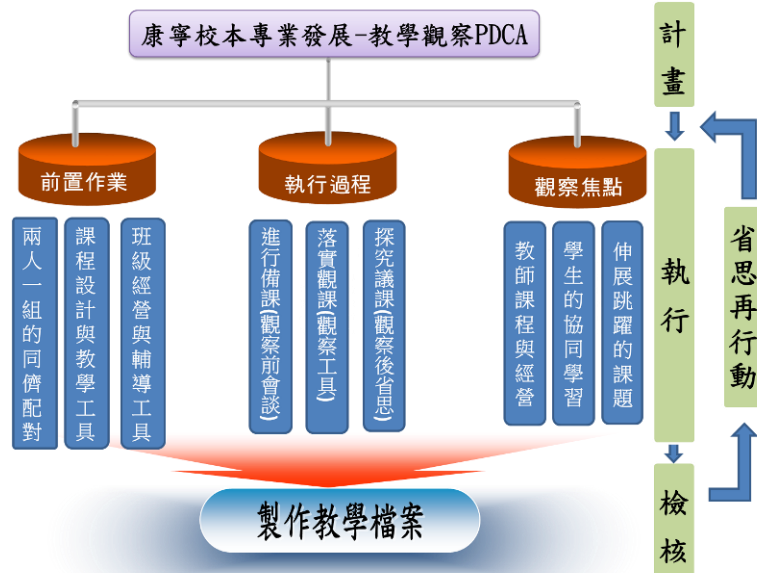 康寧校本專業發展-教學觀察PDCA
前置作業
兩人一組的同儕配對
課程設計與教學工具
班級經營與輔導工具
執行過程
進行備課(觀察前會談)
落實觀課(觀察工具)
探究議課(觀察後省思)
觀察焦點
教師課程與經營
學生的協同學習
伸展跳躍的課題
製作教學檔案
計畫
執行
檢核
省思再行動